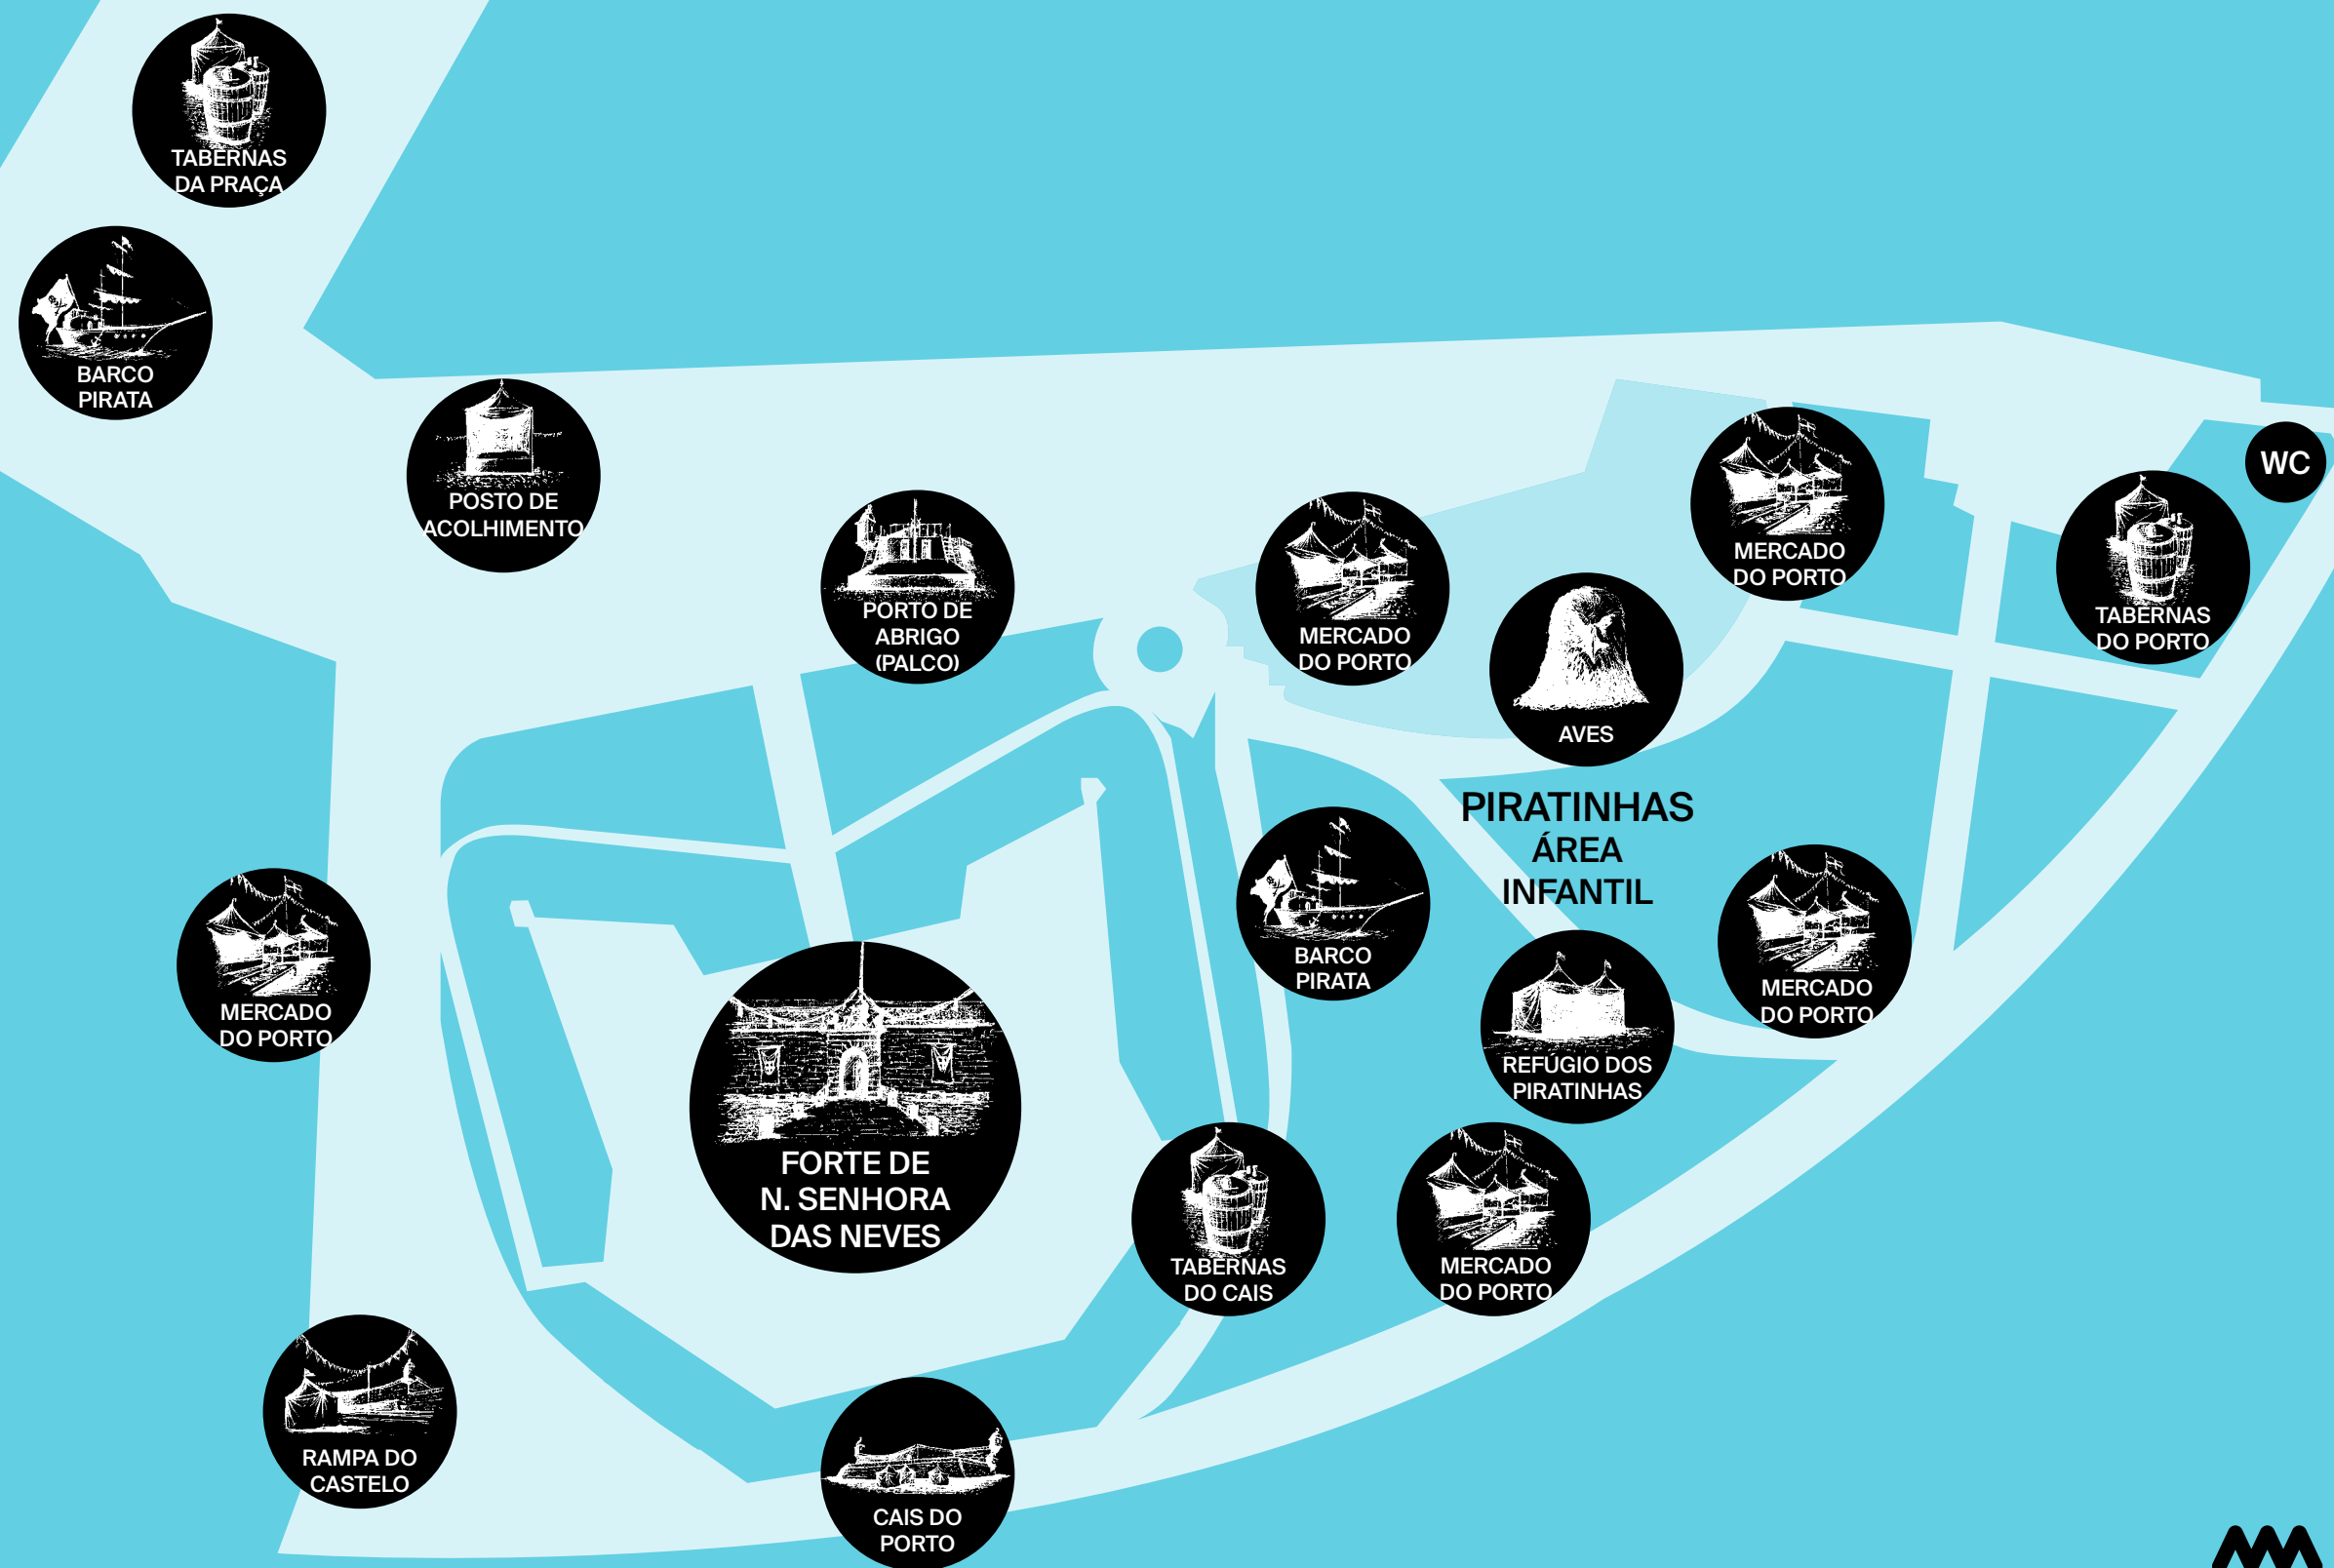 TABERNAS
DA PRAÇA
BARCO
PIRATA
POSTO DE
ACOLHIMENTO
PORTO DE
ABRIGO
(PALCO)
MERCADO
DO PORTO
MERCADO
DO PORTO
WC
TABERNAS
DO PORTO
AVES
PIRATINHAS
ÁREA
INFANTIL
BARCO
PIRATA
MERCADO
DO PORTO
MERCADO
DO PORTO
REFÚGIO DOS
PIRATINHAS
FORTE DE
N. SENHORA
DAS NEVES
TABERNAS
DO CAIS
MERCADO
DO PORTO
RAMPA DO
CASTELO
CAIS DO
PORTO